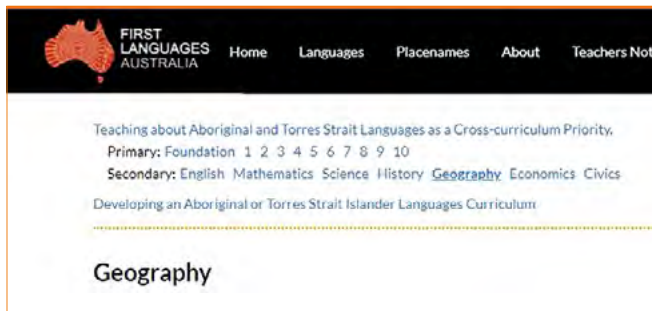 FIRST
LANGUAGES
AUSTRALIA
Home Languages Placenames About Teachers Not
Teaching about Aboriginal and Torres Strait Languages as a Cross-curriculum Priority.
Primary: Foundation 1 2 3 4 5 6 7 8 9 10
Secondary: English Mathematics Science History Geography Economics Civics
Developing an Aboriginal or Torres Strait Islander Languages Curriculum
Geography